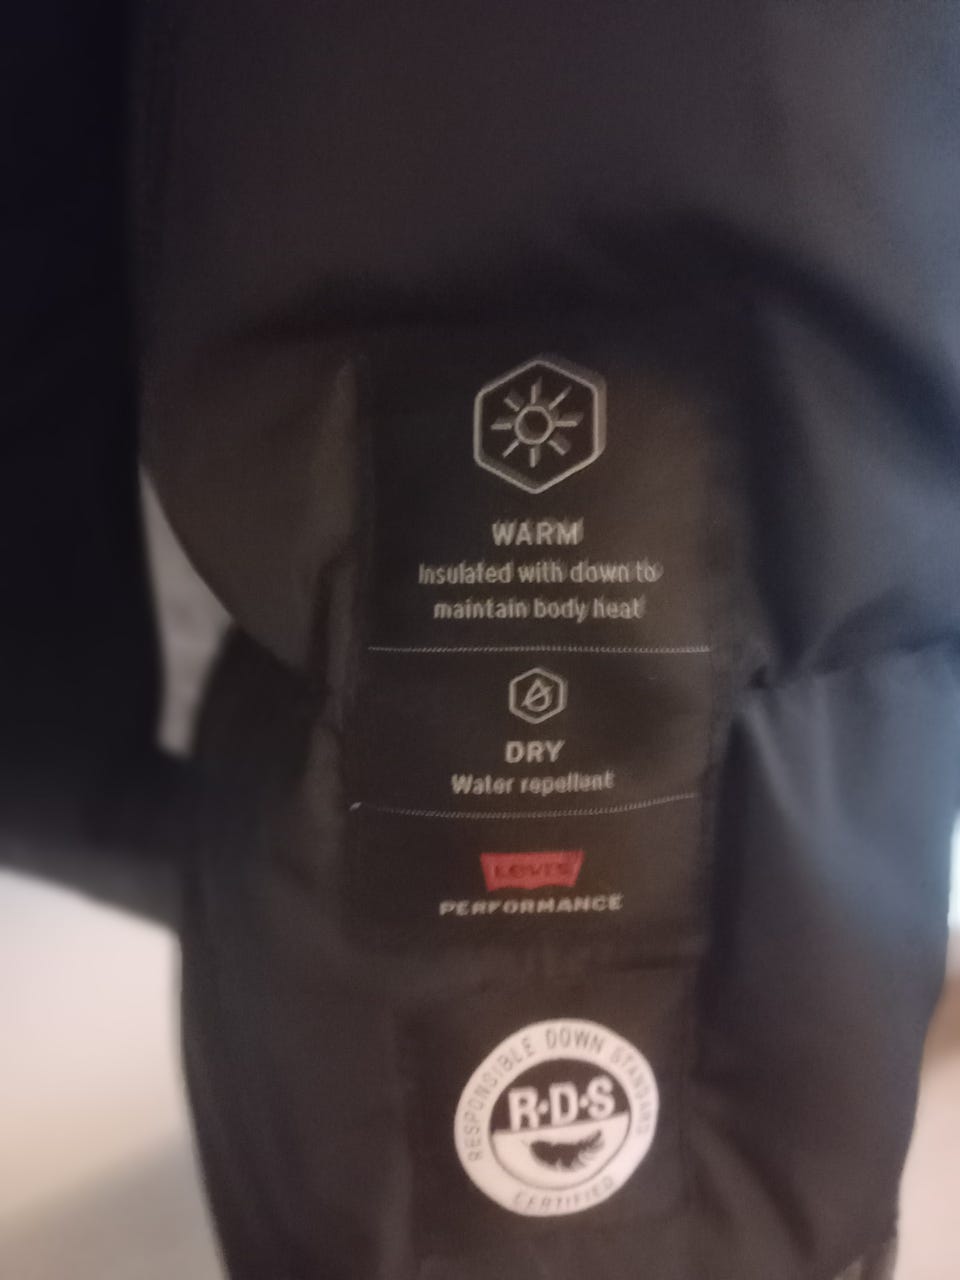 WARM
Insulated with down to
maintain body heat
DRY
Water repellent
LEVI'S
PERFORMANCE
RESPONSIBLE DOWN STANDARD
R·D·S
CERTIFIED